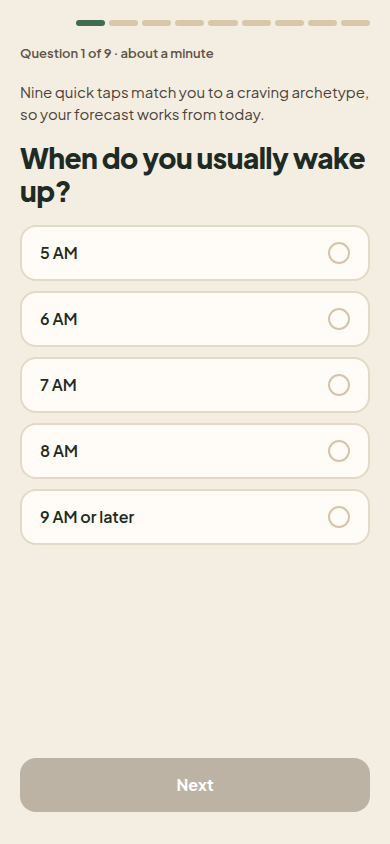 Question 1 of 9 · about a minute
Nine quick taps match you to a craving archetype,
so your forecast works from today.
When do you usually wake
up?
5 AM
6 AM
7 AM
8 AM
9 AM or later
Next